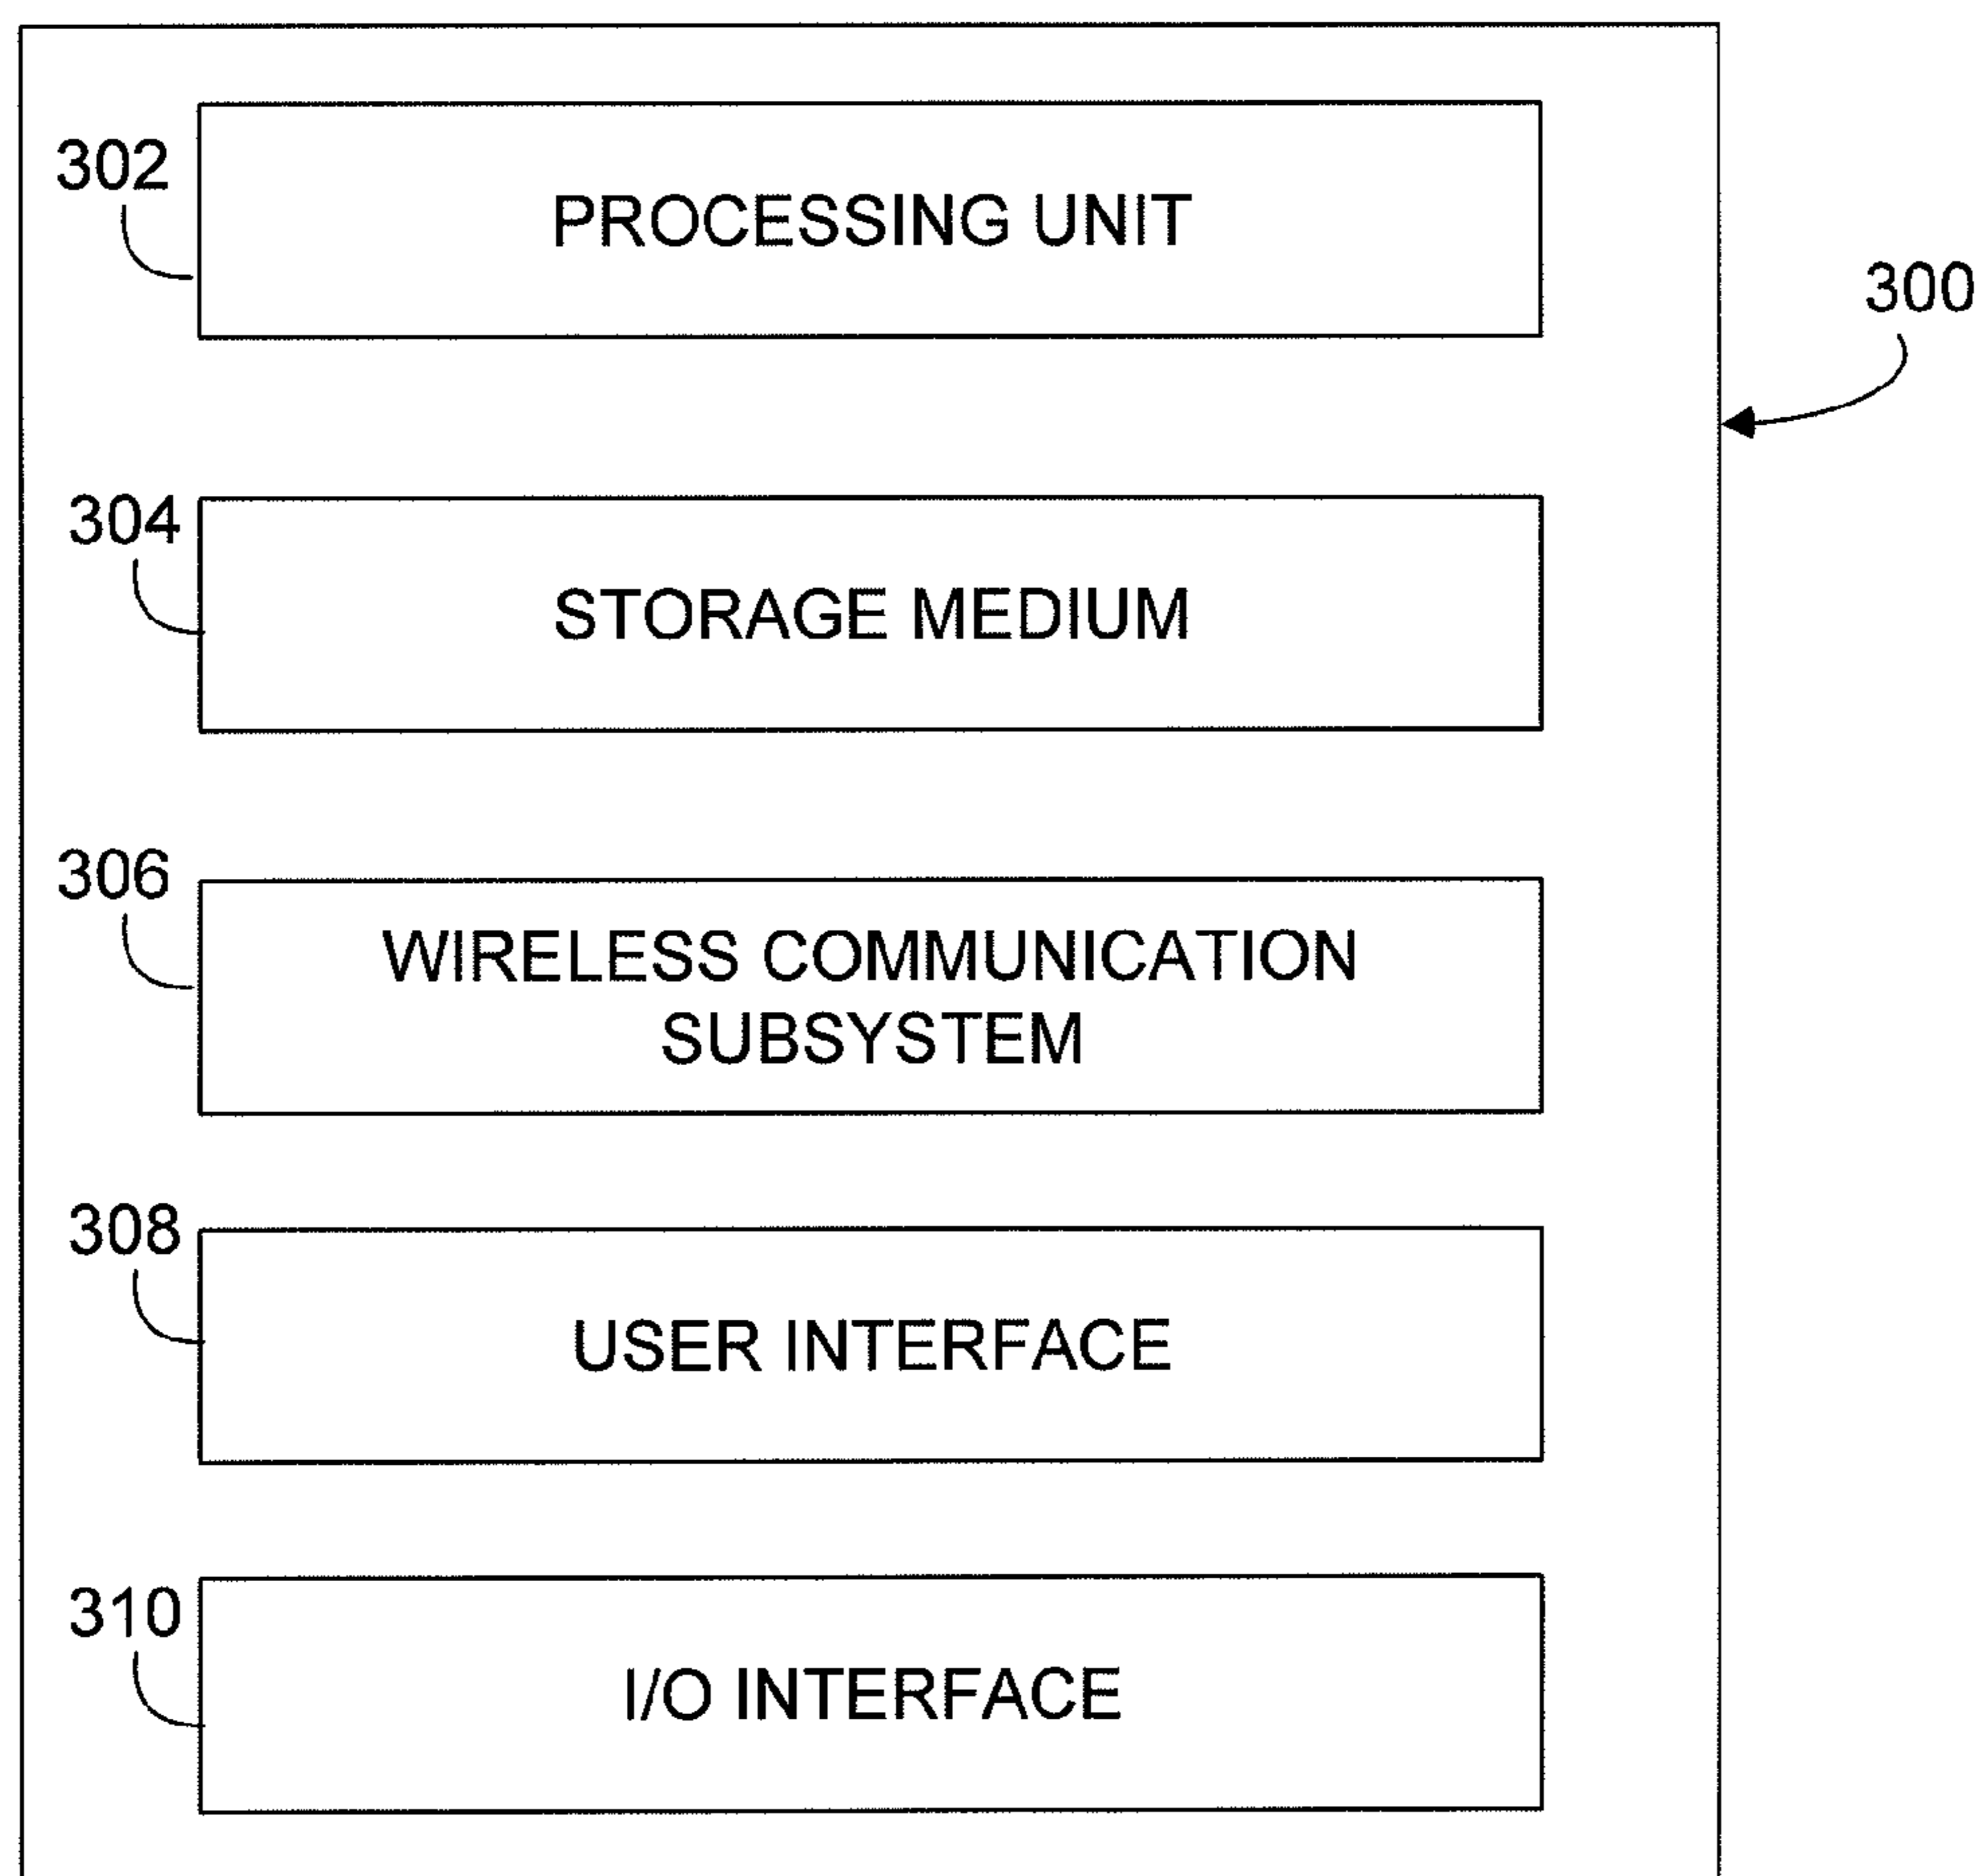 302
PROCESSING UNIT
300
304
STORAGE MEDIUM
306
WIRELESS COMMUNICATION
SUBSYSTEM
308
USER INTERFACE
310
I/O INTERFACE